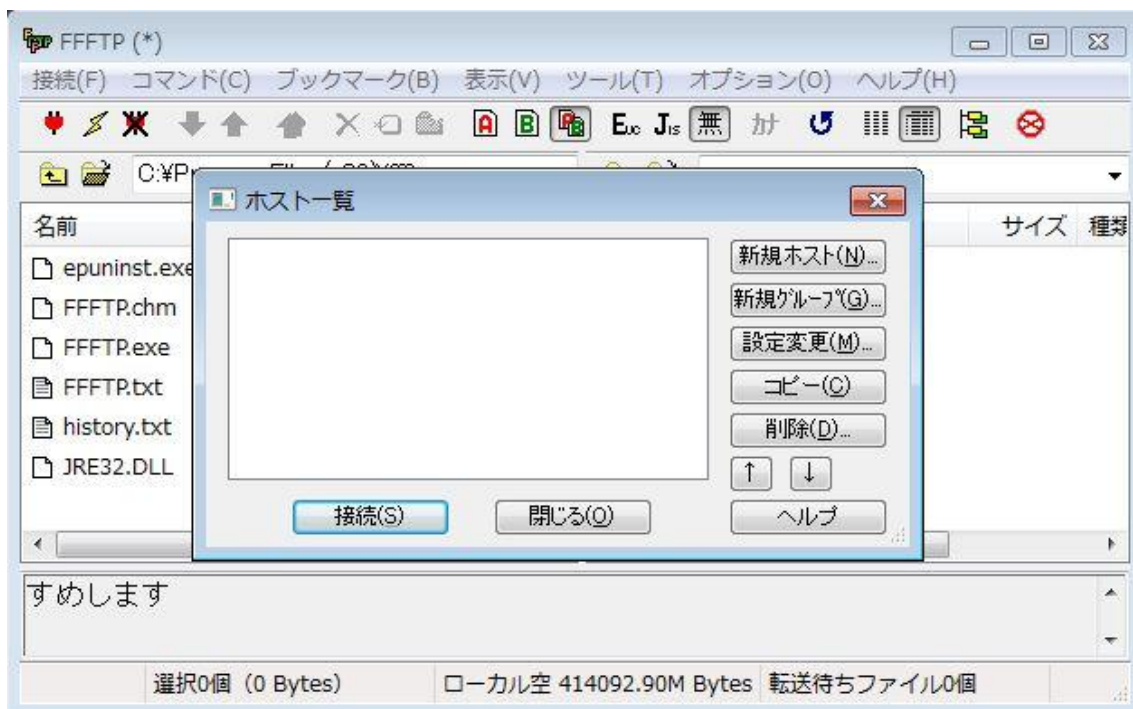 FFFTP (*)
接続(F) コマンド(C) ブックマーク(B) 表示(V) ツール(T) オプション(O) ヘルプ(H)
A B Euc Jis 無 カナ
名前 サイズ 種類
ホスト一覧
epuninst.exe
FFFTP.chm
FFFTP.exe
FFFTP.txt
history.txt
JRE32.DLL
新規ホスト(N)...
新規グループ(G)...
設定変更(M)...
コピー(C)
削除(D)...
↑ ↓
接続(S) 閉じる(O) ヘルプ
すめします
選択0個 (0 Bytes) ローカル空 414092.90M Bytes 転送待ちファイル0個